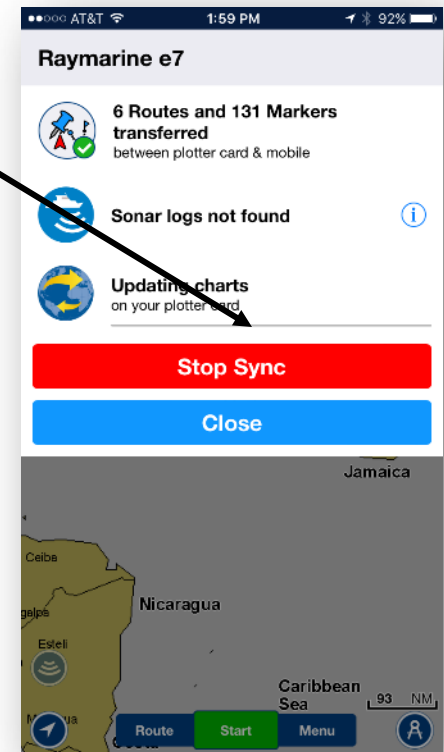 AT&T 1:59 PM 92%
Raymarine e7
6 Routes and 131 Markers
transferred
between plotter card & mobile
Sonar logs not found
i
Updating charts
on your plotter card
Stop Sync
Close
Jamaica
Ceiba
Nicaragua
galpa
Esteli
Caribbean
Sea
93 NM
Route Start Menu